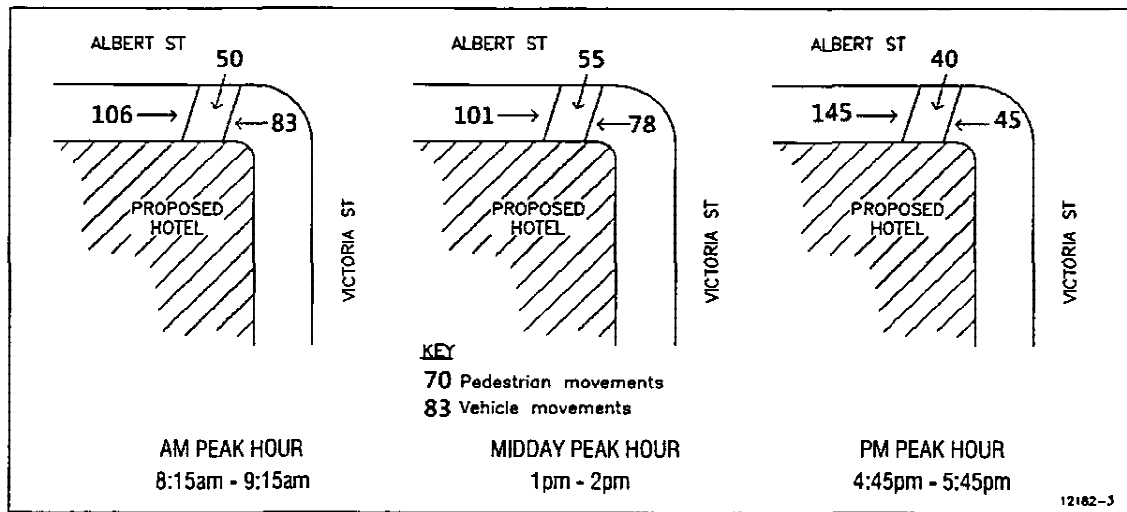 ALBERT ST
50
106
83
PROPOSED
HOTEL
VICTORIA ST
ALBERT ST
55
101
78
PROPOSED
HOTEL
VICTORIA ST
ALBERT ST
40
145
45
PROPOSED
HOTEL
VICTORIA ST
KEY
70 Pedestrian movements
83 Vehicle movements
AM PEAK HOUR
8:15am - 9:15am
MIDDAY PEAK HOUR
1pm - 2pm
PM PEAK HOUR
4:45pm - 5:45pm
12182-3